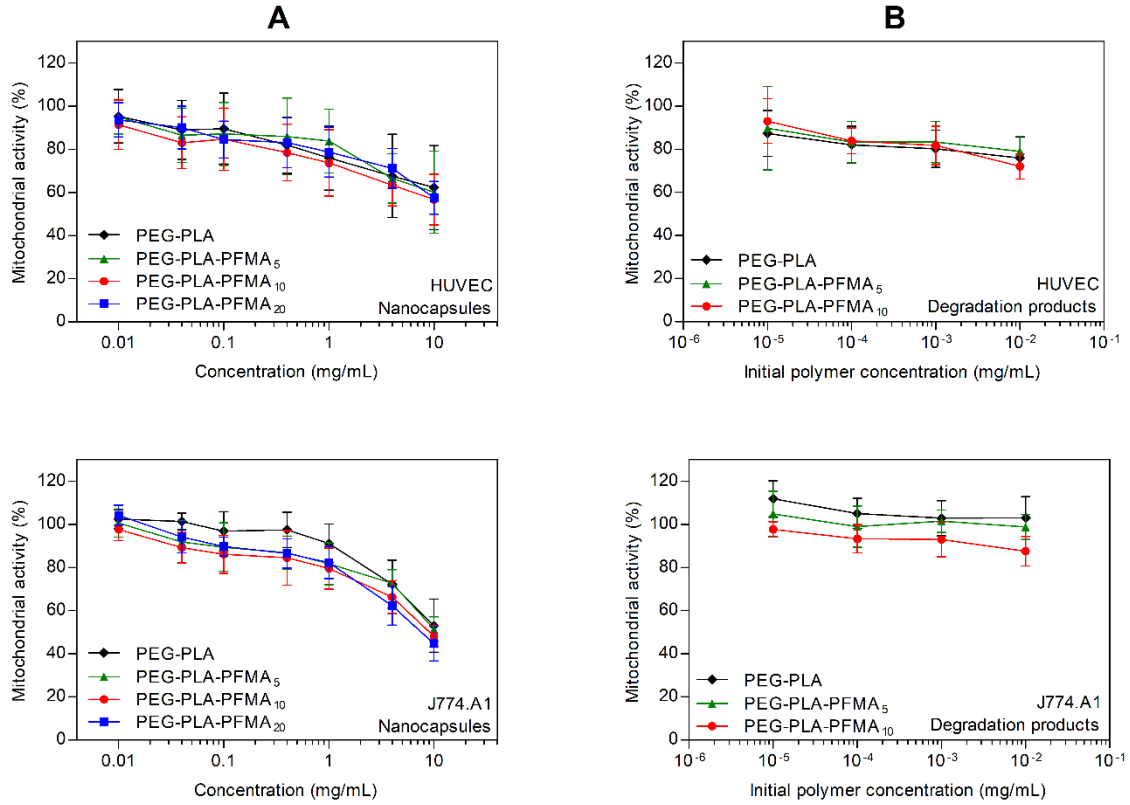 A
B
Mitochondrial activity (%)
120
100
80
60
40
20
0
PEG-PLA
PEG-PLA-PFMA5
PEG-PLA-PFMA10
PEG-PLA-PFMA20
HUVEC
Nanocapsules
0.01 0.1 1 10
Concentration (mg/mL)
Mitochondrial activity (%)
120
100
80
60
40
20
0
PEG-PLA
PEG-PLA-PFMA5
PEG-PLA-PFMA10
HUVEC
Degradation products
10-6 10-5 10-4 10-3 10-2 10-1
Initial polymer concentration (mg/mL)
Mitochondrial activity (%)
120
100
80
60
40
20
0
PEG-PLA
PEG-PLA-PFMA5
PEG-PLA-PFMA10
PEG-PLA-PFMA20
J774.A1
Nanocapsules
0.01 0.1 1 10
Concentration (mg/mL)
Mitochondrial activity (%)
120
100
80
60
40
20
0
PEG-PLA
PEG-PLA-PFMA5
PEG-PLA-PFMA10
J774.A1
Degradation products
10-6 10-5 10-4 10-3 10-2 10-1
Initial polymer concentration (mg/mL)